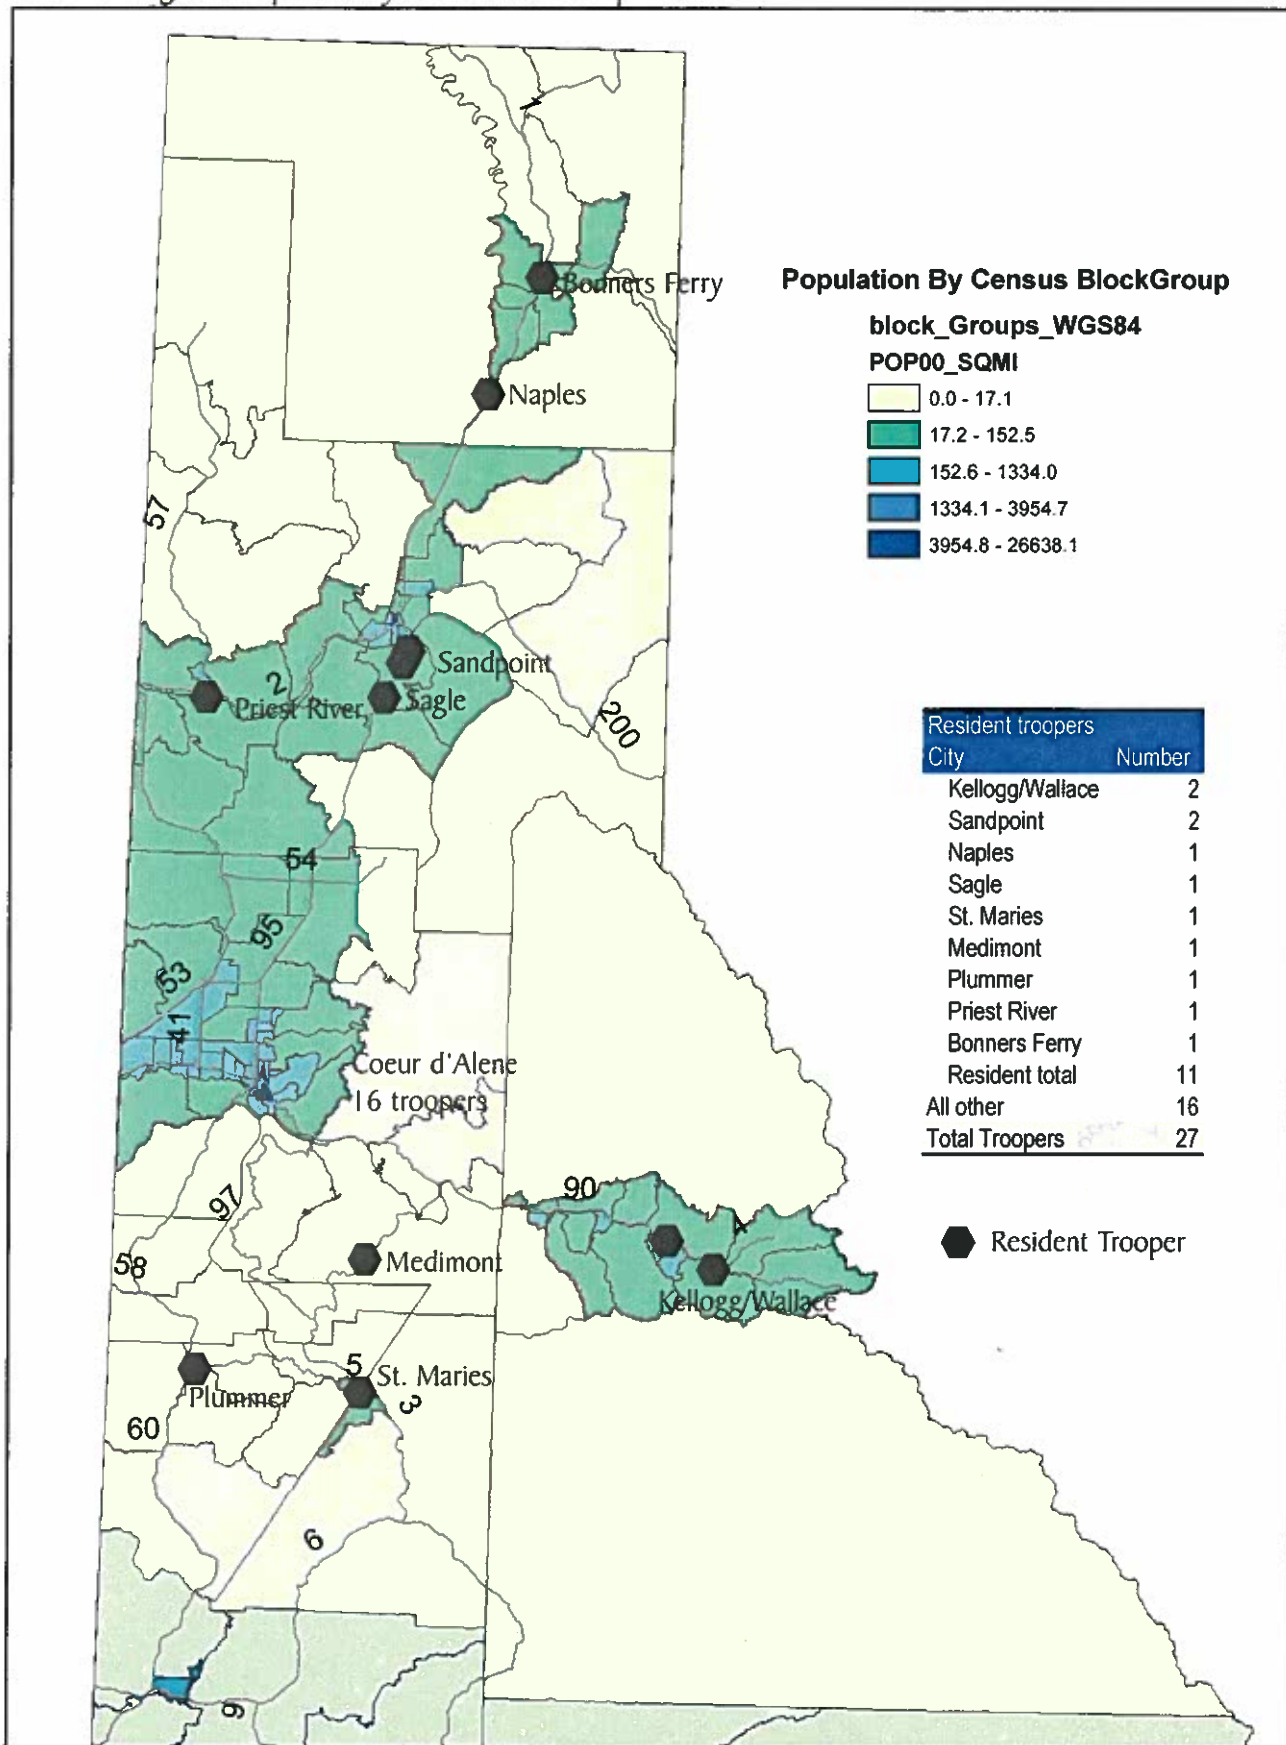 1
Bonners Ferry
Population By Census BlockGroup
block_Groups_WGS84
POP00_SQMI
0.0 - 17.1
17.2 - 152.5
152.6 - 1334.0
1334.1 - 3954.7
3954.8 - 26638.1
Naples
57
Sandpoint
2
Priest River,
Sagle
200
Resident troopers
City Number
Kellogg/Wallace 2
Sandpoint 2
Naples 1
Sagle 1
St. Maries 1
Medimont 1
Plummer 1
Priest River 1
Bonners Ferry 1
Resident total 11
All other 16
Total Troopers 27
54
95
53
41
Coeur d'Alene
16 troopers
90
97
4
Resident Trooper
58
Medimont
Kellogg/Wallace
5
St. Maries
Plummer
3
60
6
9